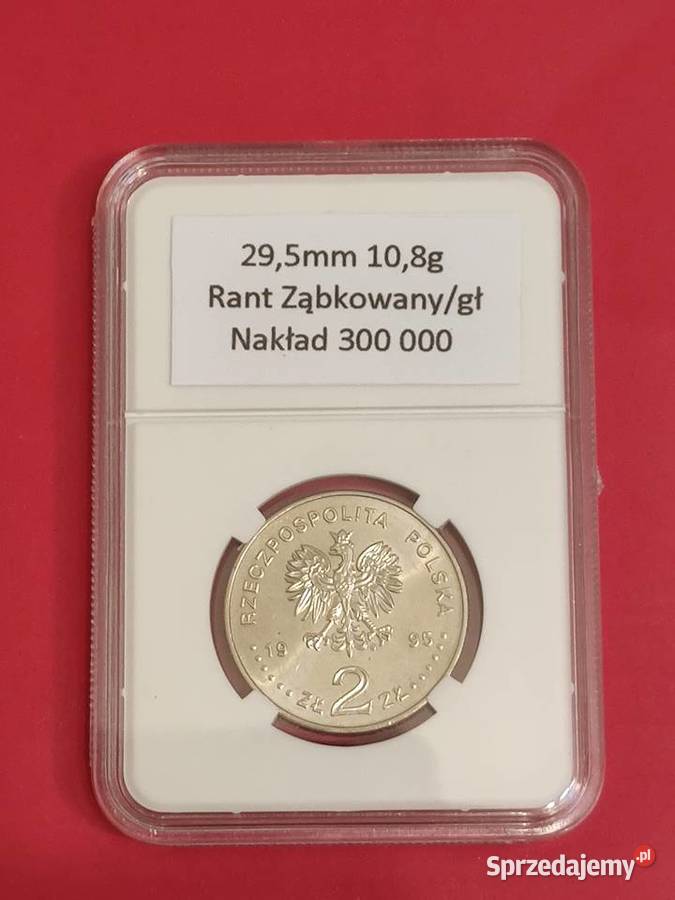 29,5mm 10,8g
Rant Ząbkowany/gł
Nakład 300 000
RZECZPOSPOLITA POLSKA
19 95
ZŁ 2 ZŁ
Sprzedajemy.pl